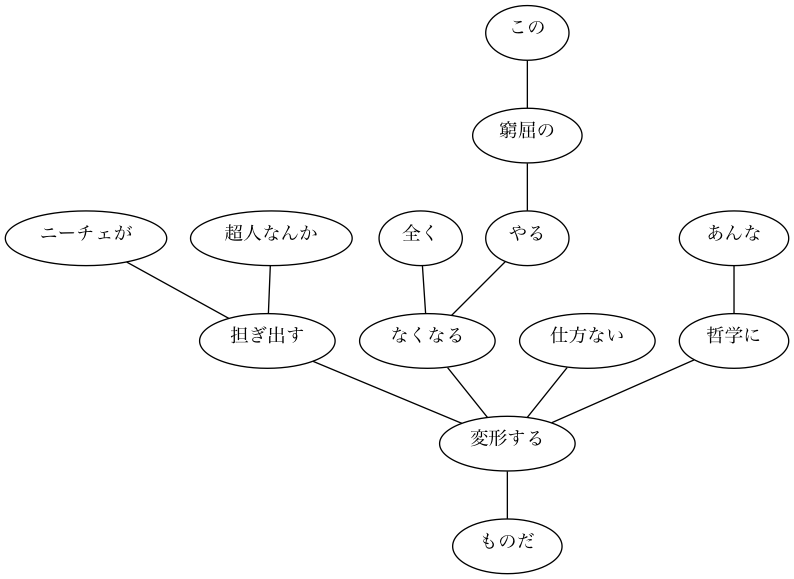 この
窮屈の
ニーチェが
超人なんか
全く
やる
あんな
担ぎ出す
なくなる
仕方ない
哲学に
変形する
ものだ